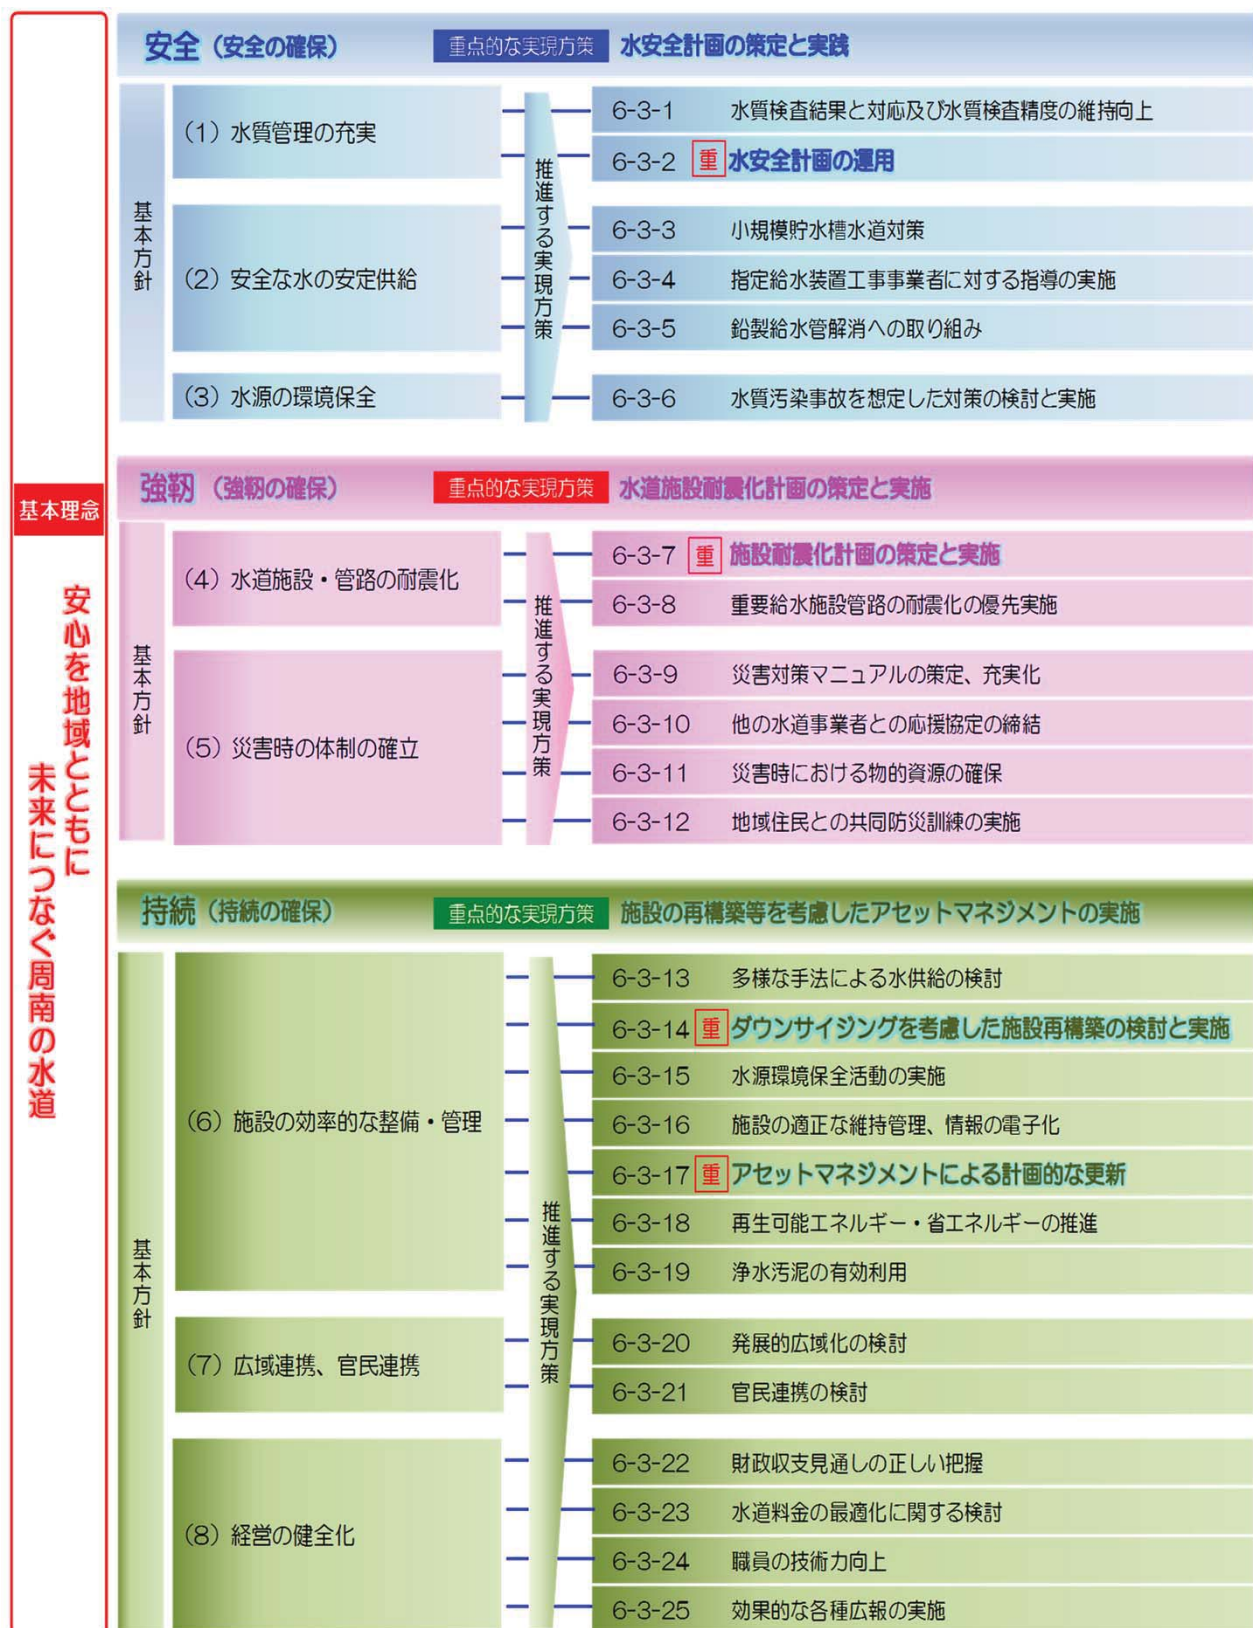 基本理念
安心を地域とともに
未来につなぐ周南の水道
安全（安全の確保） 重点的な実現方策 水安全計画の策定と実践
基本方針
（1）水質管理の充実
（2）安全な水の安定供給
（3）水源の環境保全
推進する実現方策
6-3-1 水質検査結果と対応及び水質検査精度の維持向上
6-3-2 重 水安全計画の運用
6-3-3 小規模貯水槽水道対策
6-3-4 指定給水装置工事事業者に対する指導の実施
6-3-5 鉛製給水管解消への取り組み
6-3-6 水質汚染事故を想定した対策の検討と実施
強靭（強靭の確保） 重点的な実現方策 水道施設耐震化計画の策定と実施
基本方針
（4）水道施設・管路の耐震化
（5）災害時の体制の確立
推進する実現方策
6-3-7 重 施設耐震化計画の策定と実施
6-3-8 重要給水施設管路の耐震化の優先実施
6-3-9 災害対策マニュアルの策定、充実化
6-3-10 他の水道事業者との応援協定の締結
6-3-11 災害時における物的資源の確保
6-3-12 地域住民との共同防災訓練の実施
持続（持続の確保） 重点的な実現方策 施設の再構築等を考慮したアセットマネジメントの実施
基本方針
（6）施設の効率的な整備・管理
（7）広域連携、官民連携
（8）経営の健全化
推進する実現方策
6-3-13 多様な手法による水供給の検討
6-3-14 重 ダウンサイジングを考慮した施設再構築の検討と実施
6-3-15 水源環境保全活動の実施
6-3-16 施設の適正な維持管理、情報の電子化
6-3-17 重 アセットマネジメントによる計画的な更新
6-3-18 再生可能エネルギー・省エネルギーの推進
6-3-19 浄水汚泥の有効利用
6-3-20 発展的広域化の検討
6-3-21 官民連携の検討
6-3-22 財政収支見通しの正しい把握
6-3-23 水道料金の最適化に関する検討
6-3-24 職員の技術力向上
6-3-25 効果的な各種広報の実施